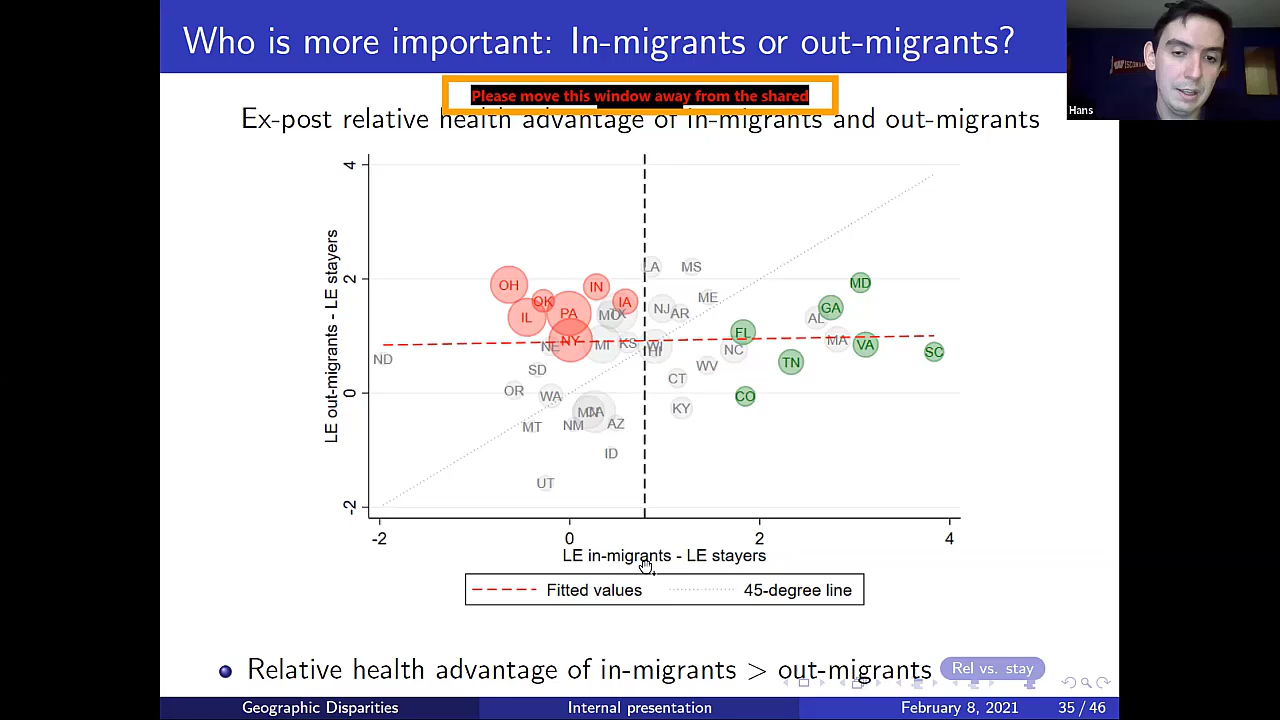 Who is more important: In-migrants or out-migrants?
Please move this window away from the shared
Hans
Ex-post relative health advantage of in-migrants and out-migrants
4
2
0
-2
LE out-migrants - LE stayers
LA MS
OH IN MD
OK IA ME GA
IL PA NJ AR AL
FL
NY MI KS MA VA
NE HI NC SC
ND SD WV TN
OR WA CT CO
MN CA KY
MT NM AZ
ID
UT
-2 0 2 4
LE in-migrants - LE stayers
Fitted values 45-degree line
Relative health advantage of in-migrants > out-migrants Rel vs. stay
Geographic Disparities Internal presentation February 8, 2021 35 / 46